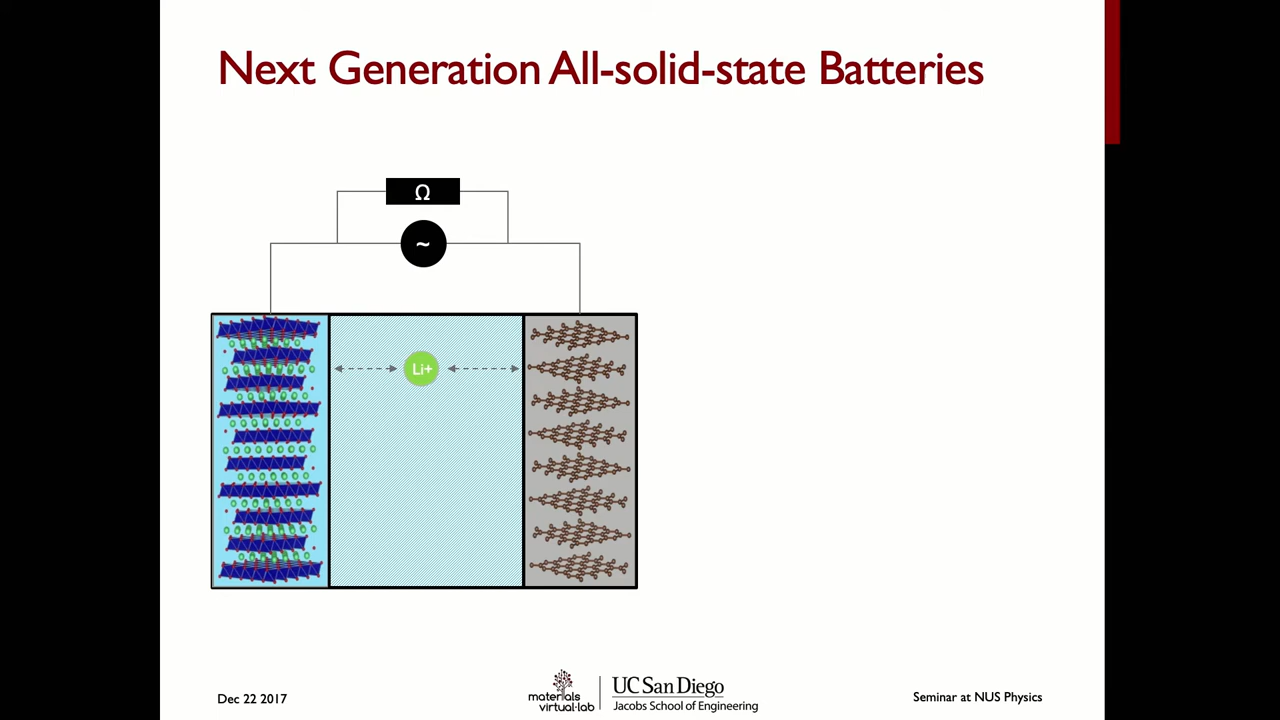 Next Generation All-solid-state Batteries
Ω
~
Li+
Dec 22 2017
materials
virtual·lab
UC San Diego
Jacobs School of Engineering
Seminar at NUS Physics